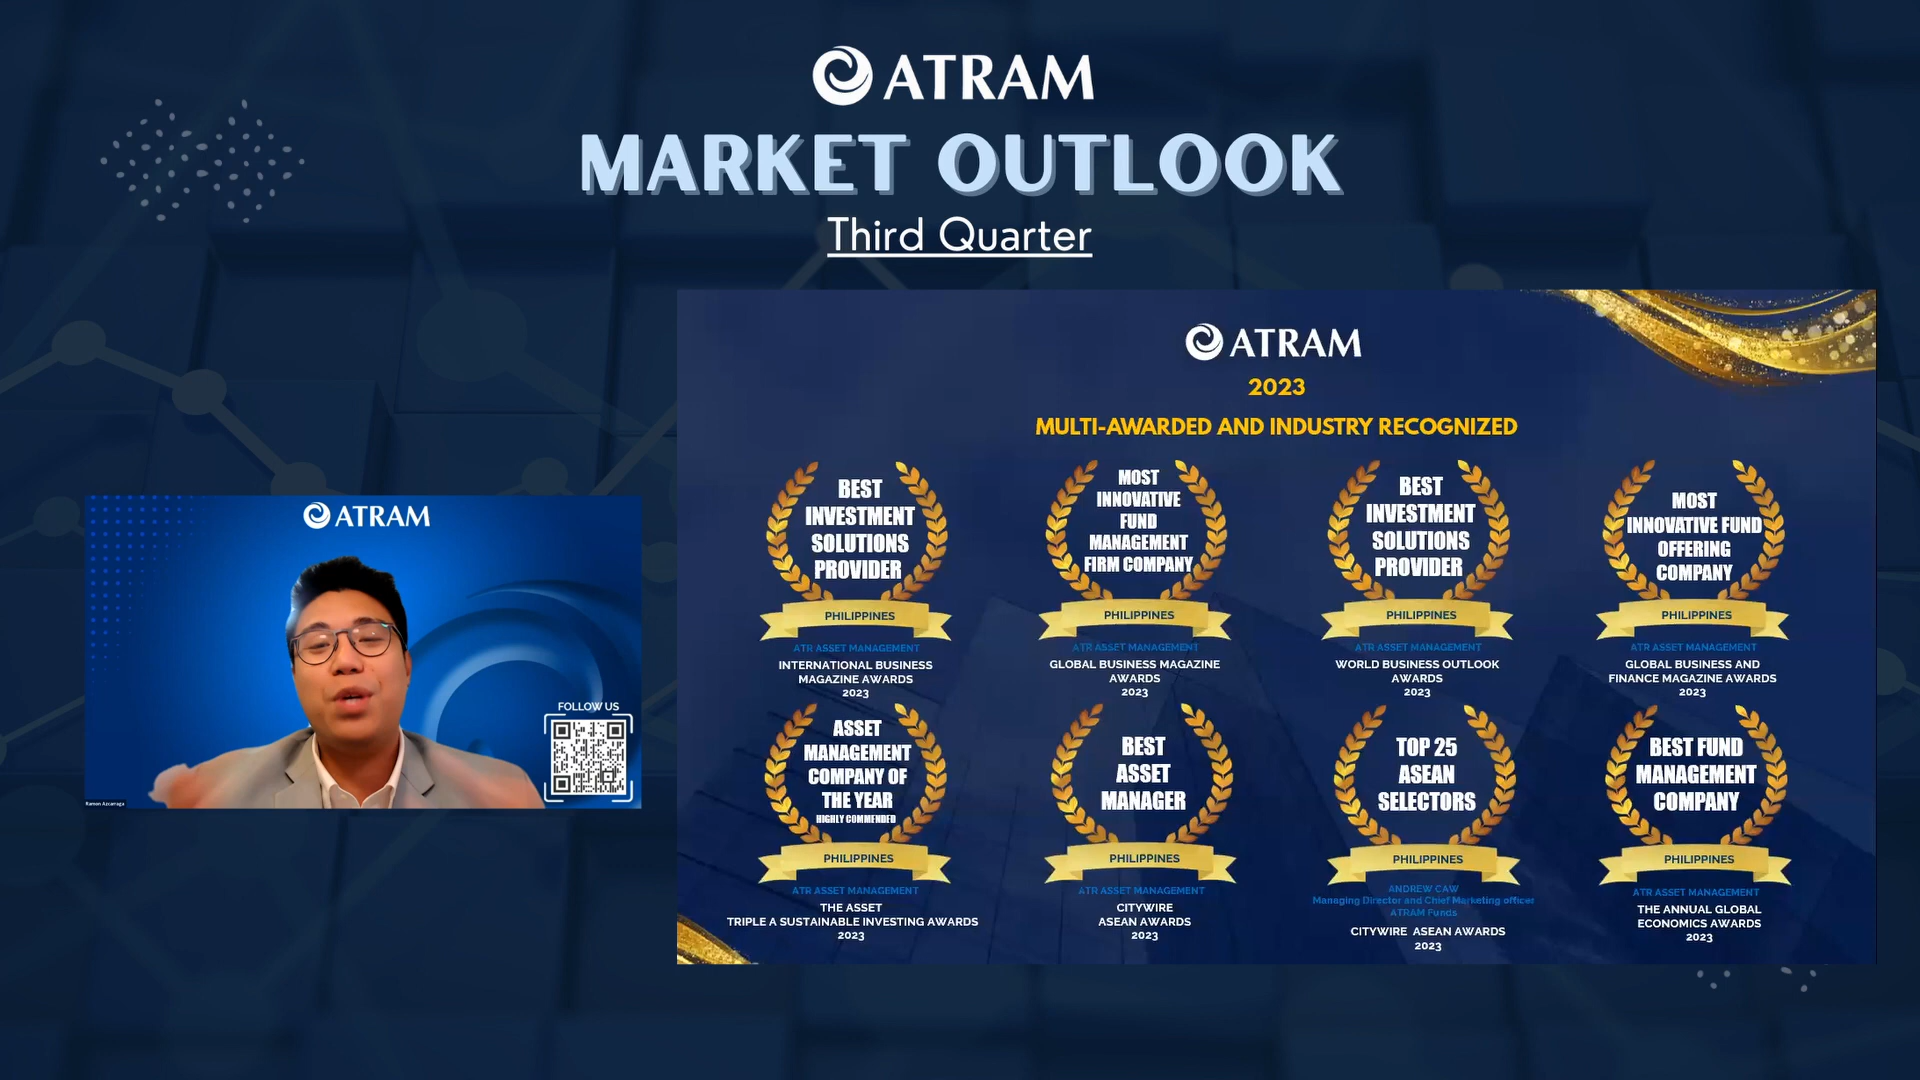 ATRAM
MARKET OUTLOOK
Third Quarter
ATRAM
FOLLOW US
Ramon Azcarraga
ATRAM
2023
MULTI-AWARDED AND INDUSTRY RECOGNIZED
BEST
INVESTMENT
SOLUTIONS
PROVIDER
PHILIPPINES
ATR ASSET MANAGEMENT
INTERNATIONAL BUSINESS
MAGAZINE AWARDS
2023
MOST
INNOVATIVE
FUND
MANAGEMENT
FIRM COMPANY
PHILIPPINES
ATR ASSET MANAGEMENT
GLOBAL BUSINESS MAGAZINE
AWARDS
2023
BEST
INVESTMENT
SOLUTIONS
PROVIDER
PHILIPPINES
ATR ASSET MANAGEMENT
WORLD BUSINESS OUTLOOK
AWARDS
2023
MOST
INNOVATIVE FUND
OFFERING
COMPANY
PHILIPPINES
ATR ASSET MANAGEMENT
GLOBAL BUSINESS AND
FINANCE MAGAZINE AWARDS
2023
ASSET
MANAGEMENT
COMPANY OF
THE YEAR
HIGHLY COMMENDED
PHILIPPINES
ATR ASSET MANAGEMENT
THE ASSET
TRIPLE A SUSTAINABLE INVESTING AWARDS
2023
BEST
ASSET
MANAGER
PHILIPPINES
ATR ASSET MANAGEMENT
CITYWIRE
ASEAN AWARDS
2023
TOP 25
ASEAN
SELECTORS
PHILIPPINES
ANDREW CAW
Managing Director and Chief Marketing officer
ATRAM Funds
CITYWIRE ASEAN AWARDS
2023
BEST FUND
MANAGEMENT
COMPANY
PHILIPPINES
ATR ASSET MANAGEMENT
THE ANNUAL GLOBAL
ECONOMICS AWARDS
2023